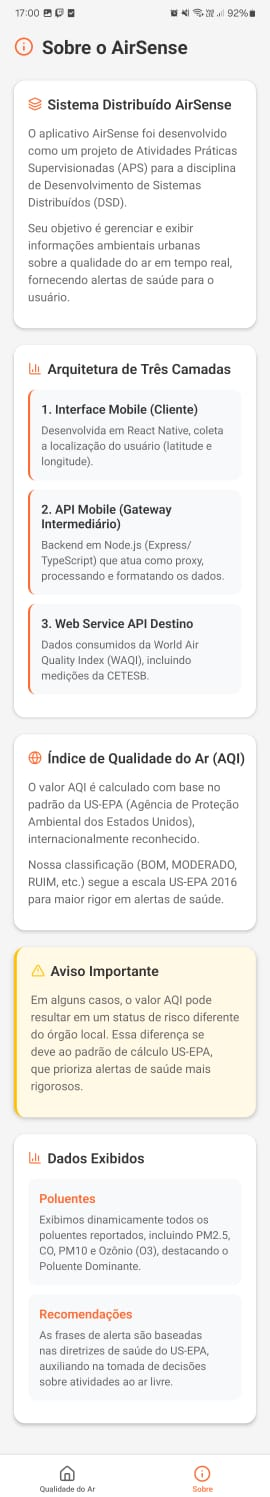 17:00 92%
Sobre o AirSense
Sistema Distribuído AirSense
O aplicativo AirSense foi desenvolvido
como um projeto de Atividades Práticas
Supervisionadas (APS) para a disciplina
de Desenvolvimento de Sistemas
Distribuídos (DSD).
Seu objetivo é gerenciar e exibir
informações ambientais urbanas
sobre a qualidade do ar em tempo real,
fornecendo alertas de saúde para o
usuário.
Arquitetura de Três Camadas
1. Interface Mobile (Cliente)
Desenvolvida em React Native, coleta
a localização do usuário (latitude e
longitude).
2. API Mobile (Gateway
Intermediário)
Backend em Node.js (Express/
TypeScript) que atua como proxy,
processando e formatando os dados.
3. Web Service API Destino
Dados consumidos da World Air
Quality Index (WAQI), incluindo
medições da CETESB.
Índice de Qualidade do Ar (AQI)
O valor AQI é calculado com base no
padrão da US-EPA (Agência de Proteção
Ambiental dos Estados Unidos),
internacionalmente reconhecido.
Nossa classificação (BOM, MODERADO,
RUIM, etc.) segue a escala US-EPA 2016
para maior rigor em alertas de saúde.
Aviso Importante
Em alguns casos, o valor AQI pode
resultar em um status de risco diferente
do órgão local. Essa diferença se
deve ao padrão de cálculo US-EPA,
que prioriza alertas de saúde mais
rigorosos.
Dados Exibidos
Poluentes
Exibimos dinamicamente todos os
poluentes reportados, incluindo PM2.5,
CO, PM10 e Ozônio (O3), destacando o
Poluente Dominante.
Recomendações
As frases de alerta são baseadas
nas diretrizes de saúde do US-EPA,
auxiliando na tomada de decisões
sobre atividades ao ar livre.
Qualidade do Ar
Sobre